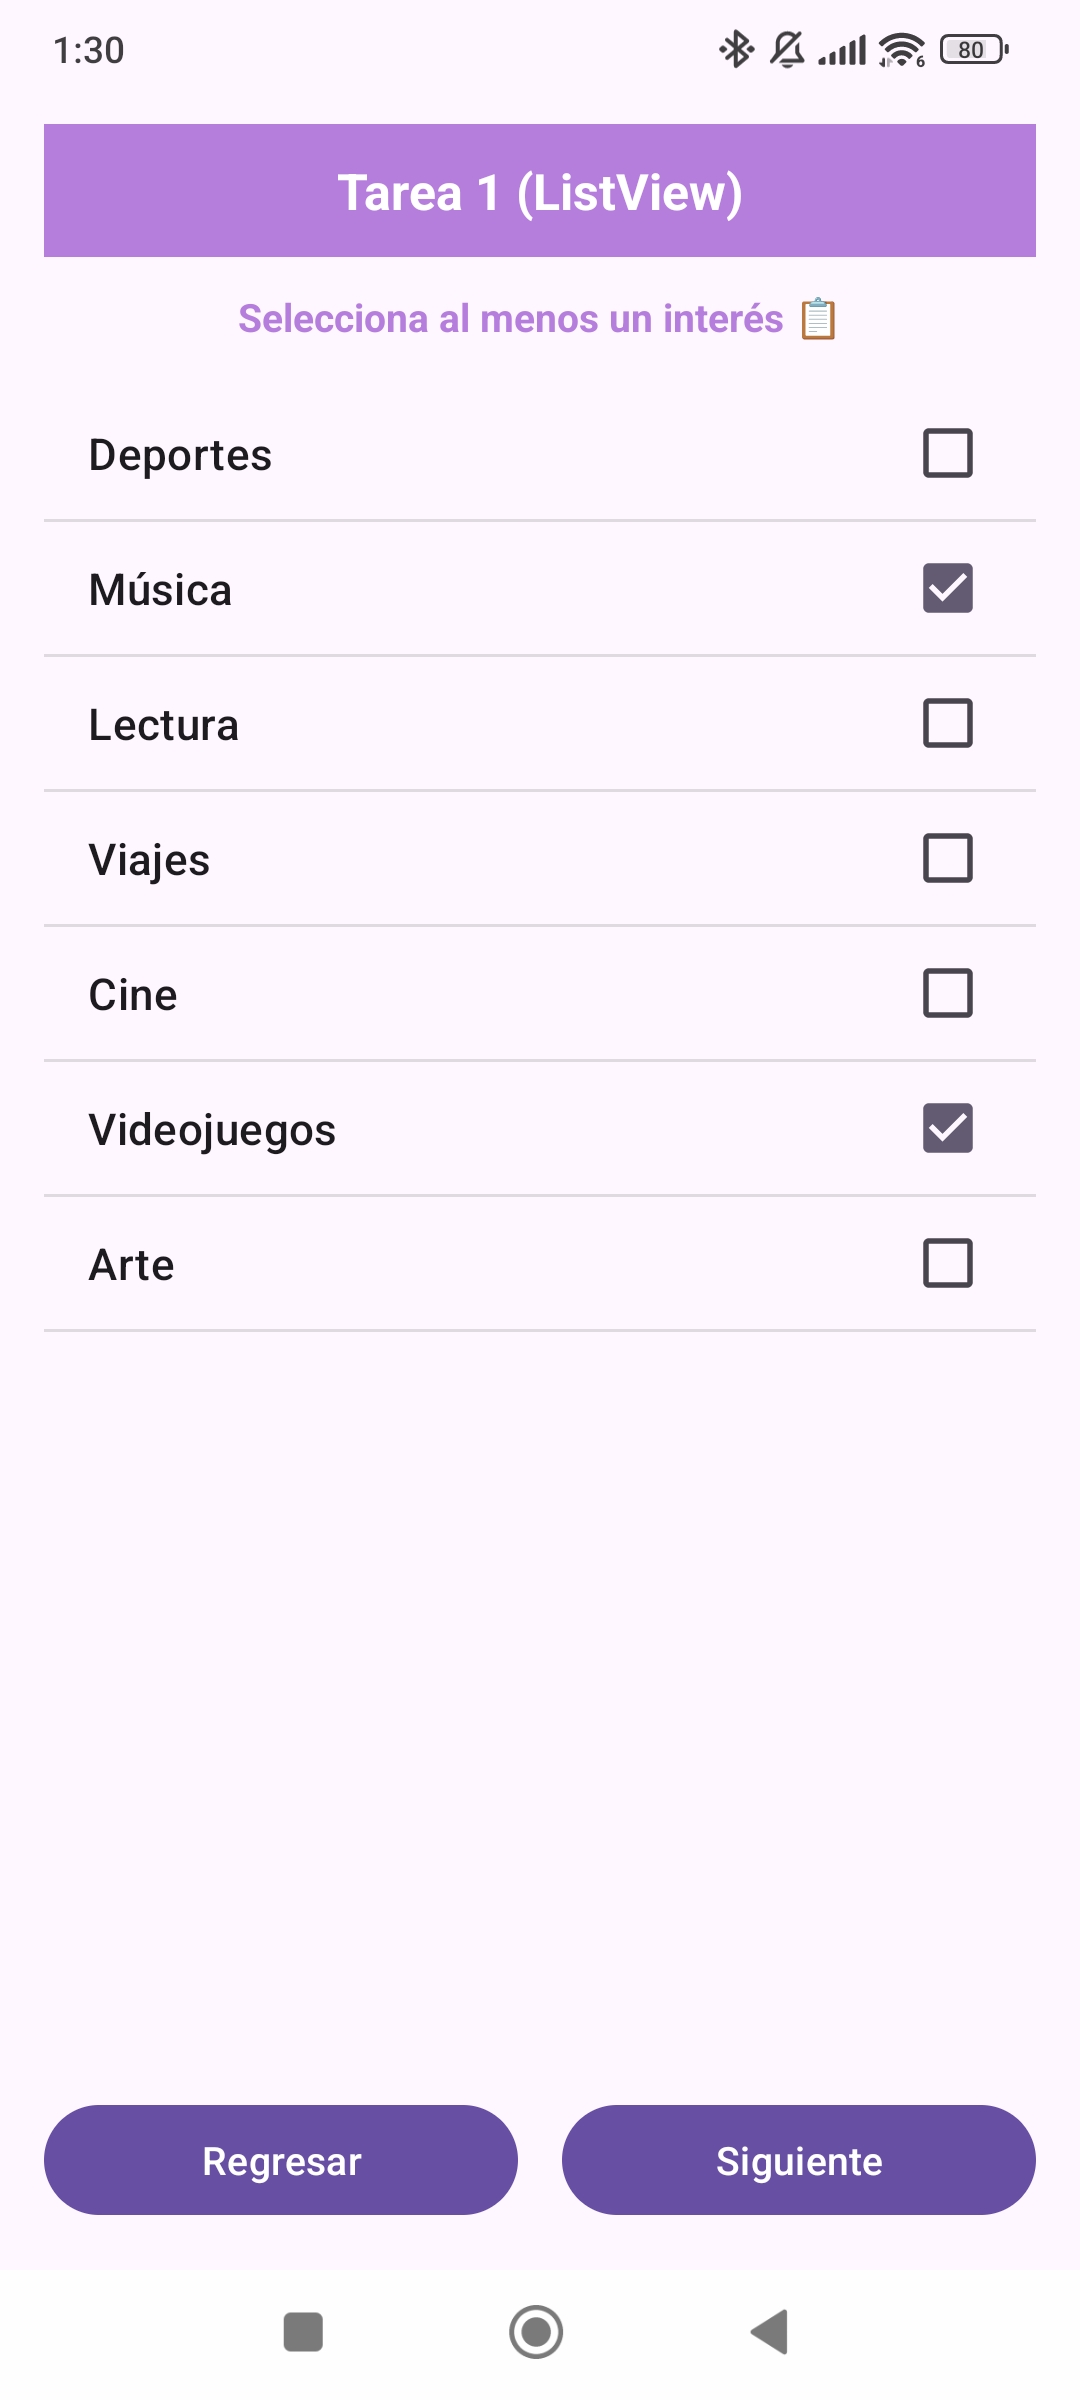 1:30
6
80
Tarea 1 (ListView)
Selecciona al menos un interés 📋
Deportes
Música
Lectura
Viajes
Cine
Videojuegos
Arte
Regresar
Siguiente